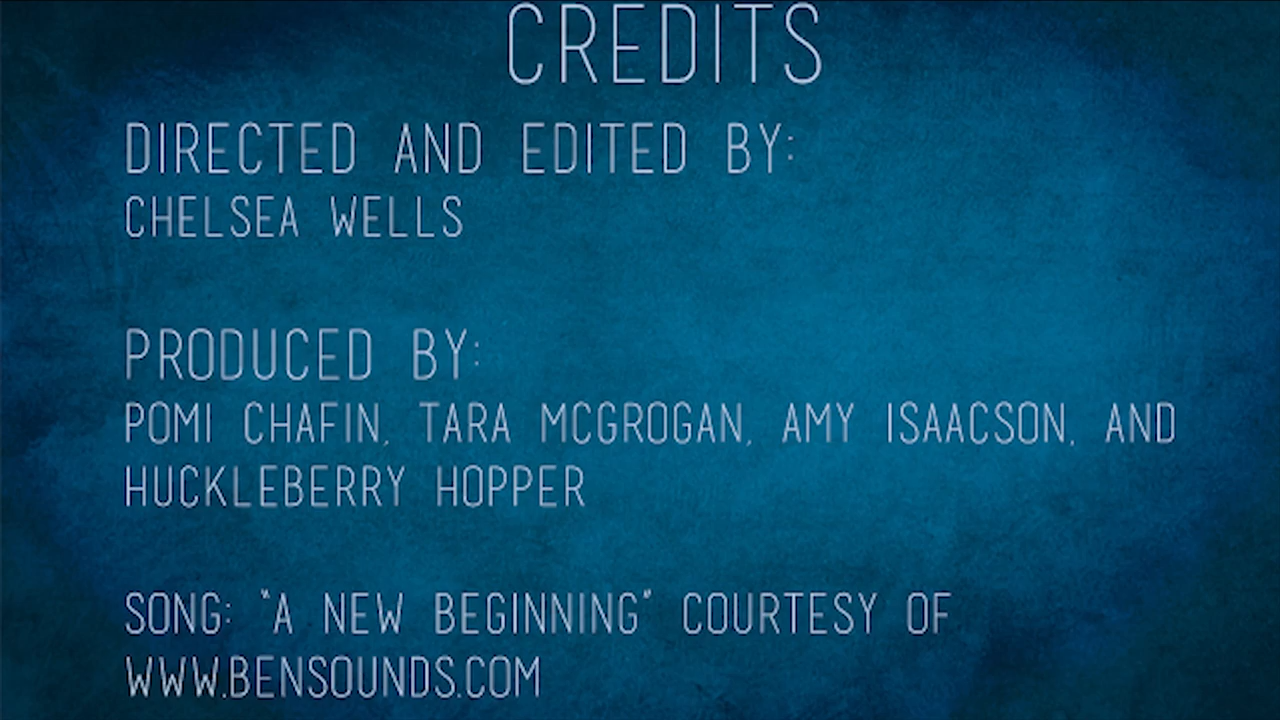 CREDITS
DIRECTED AND EDITED BY:
CHELSEA WELLS
PRODUCED BY:
POMI CHAFIN, TARA MCGROGAN, AMY ISAACSON, AND
HUCKLEBERRY HOPPER
SONG: "A NEW BEGINNING" COURTESY OF
WWW.BENSOUNDS.COM